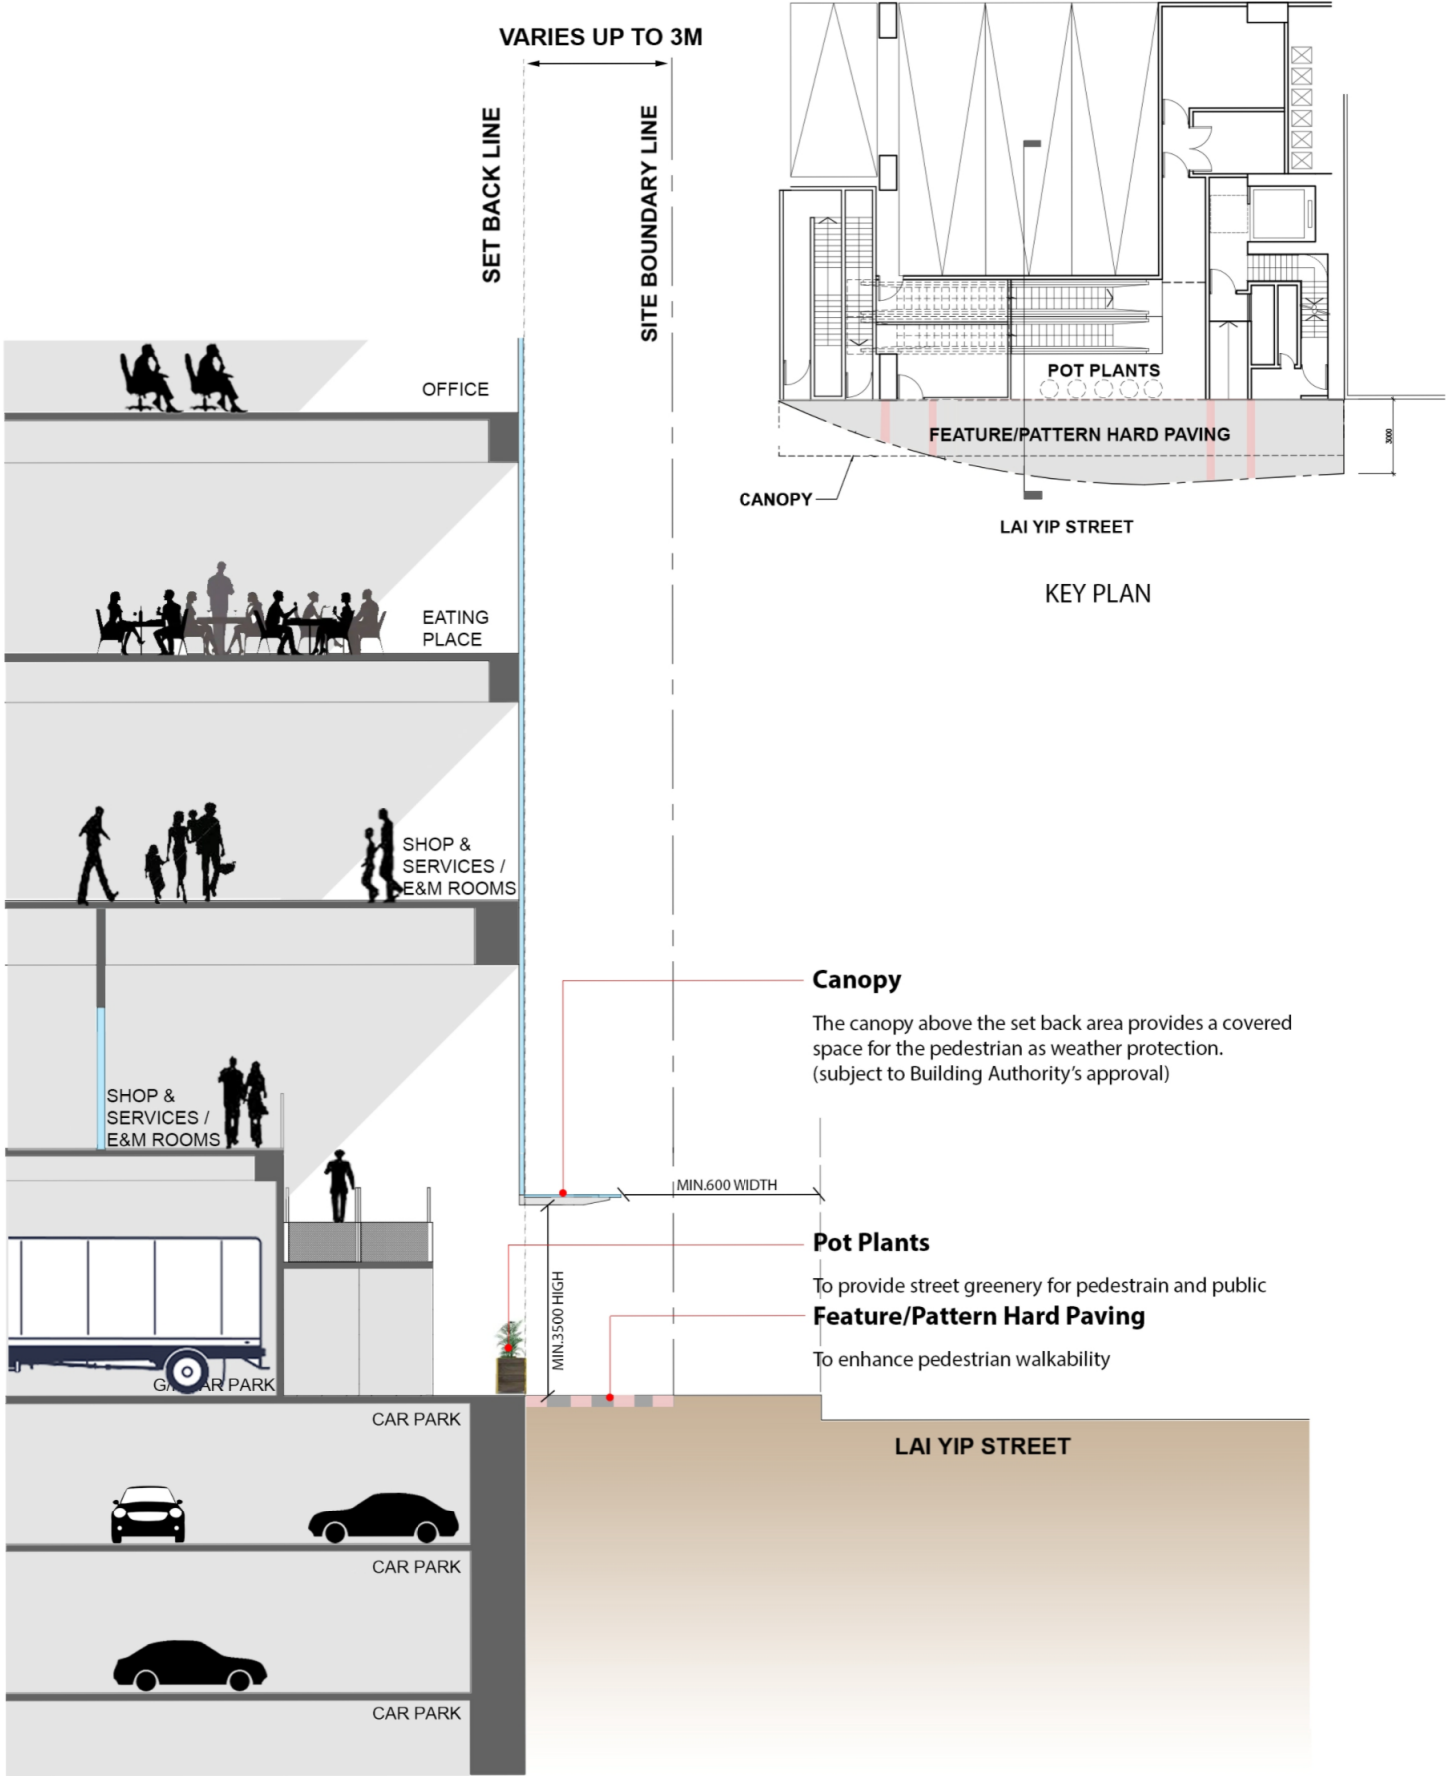 VARIES UP TO 3M
SET BACK LINE
SITE BOUNDARY LINE
POT PLANTS
FEATURE/PATTERN HARD PAVING
3000
CANOPY
LAI YIP STREET
KEY PLAN
OFFICE
EATING
PLACE
SHOP &
SERVICES /
E&M ROOMS
Canopy
The canopy above the set back area provides a covered
space for the pedestrian as weather protection.
(subject to Building Authority's approval)
SHOP &
SERVICES /
E&M ROOMS
MIN.600 WIDTH
Pot Plants
To provide street greenery for pedestrain and public
MIN.3500 HIGH
Feature/Pattern Hard Paving
To enhance pedestrian walkability
PARK
CAR PARK
LAI YIP STREET
CAR PARK
CAR PARK